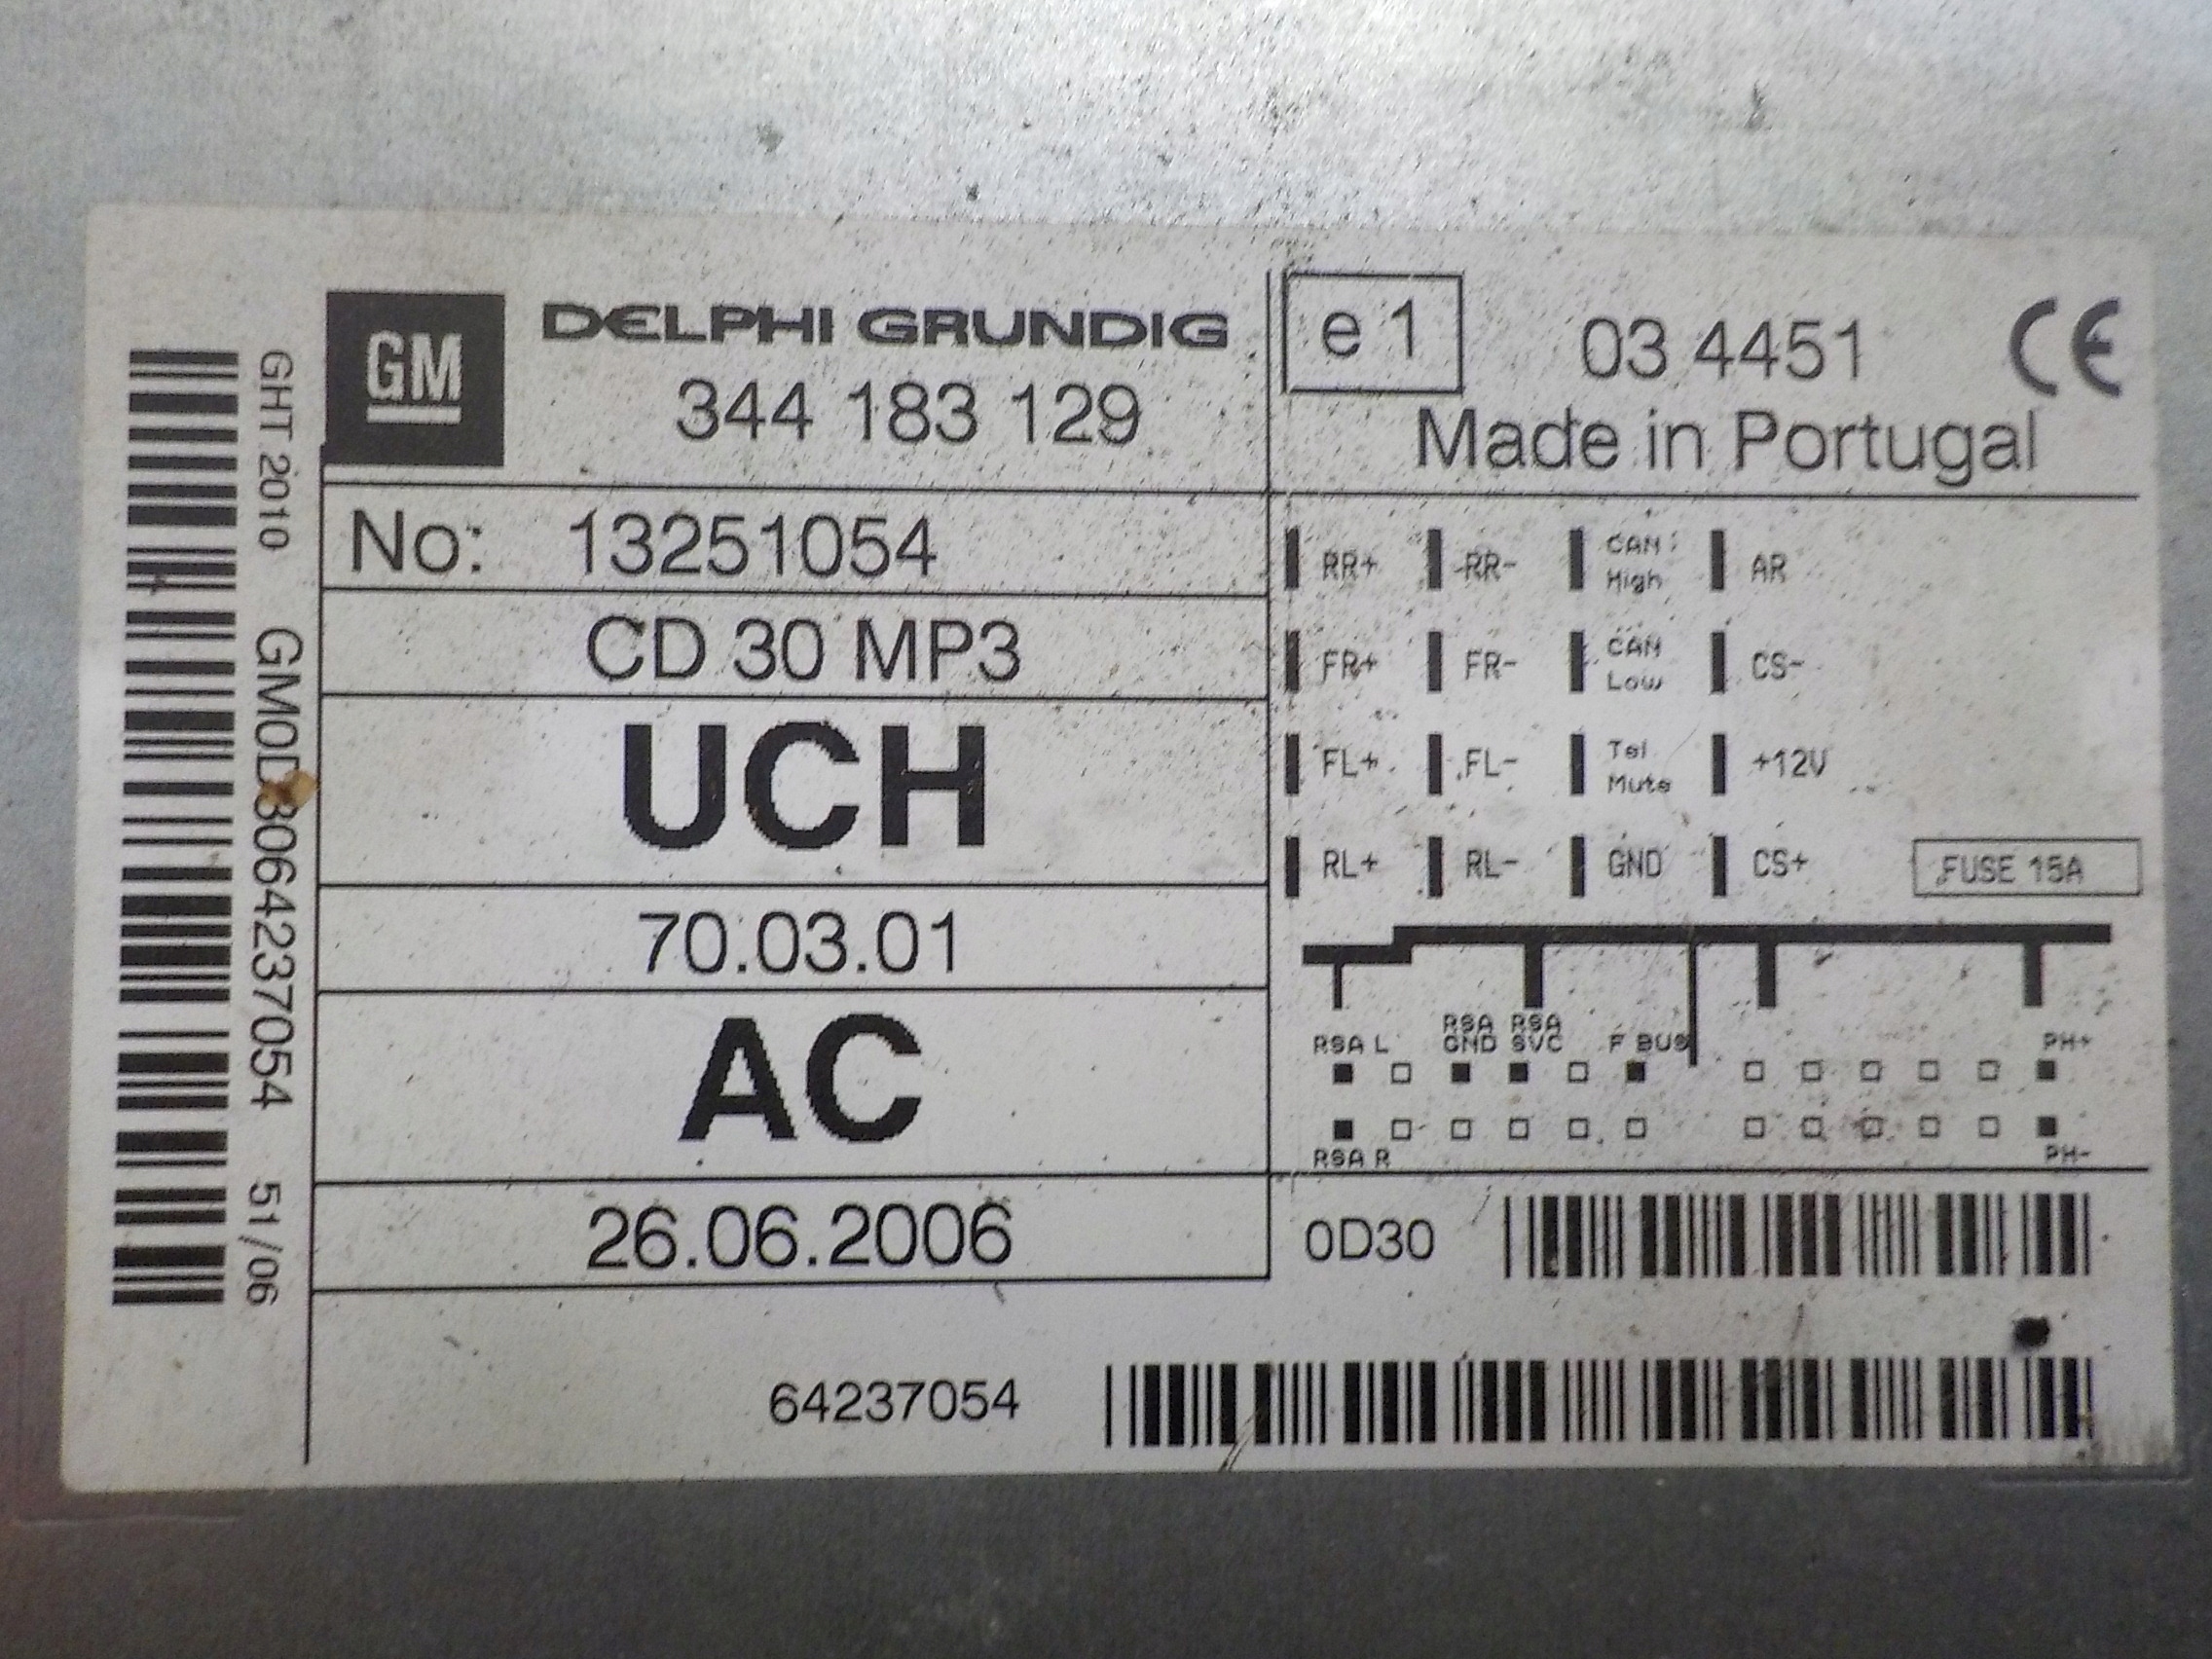 GHT 2010 GM0D3064237054 51/06
GM
DELPHI GRUNDIG
344 183 129
e1 03 4451 CE
Made in Portugal
No: 13251054
CD 30 MP3
UCH
70.03.01
AC
26.06.2006
RR+ RR- CAN High AR
FR+ FR- CAN Low CS-
FL+ FL- Tel Mute +12V
RL+ RL- GND CS+
FUSE 15A
RSA L RSA GND RSA SVC F BUS PH+
RSA R PH-
0D30
64237054